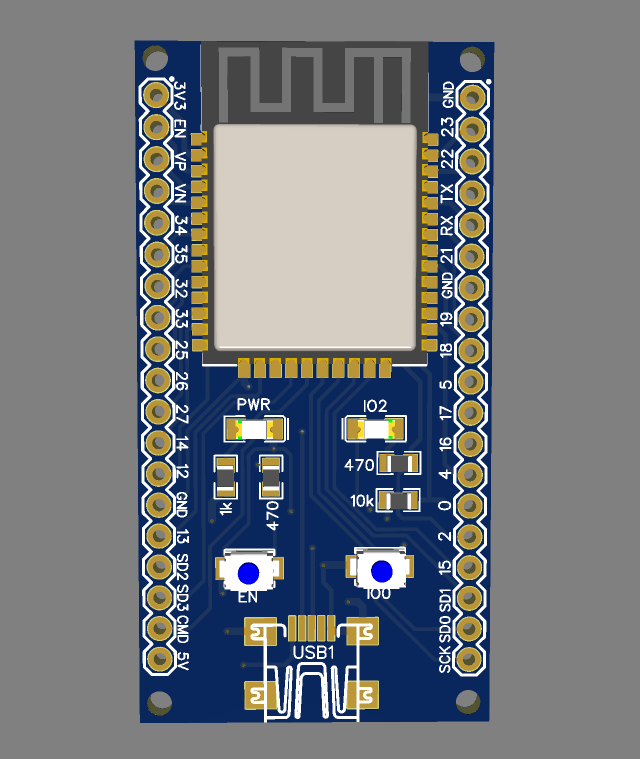 3V3
EN
VP
VN
34
35
32
33
25
26
27
14
12
GND
13
SD2
SD3
CMD
5V
GND
23
22
TX
RX
21
GND
19
18
5
17
16
4
0
2
15
SD1
SD0
SCK
PWR
IO2
470
10k
1k
470
EN
IO0
USB1